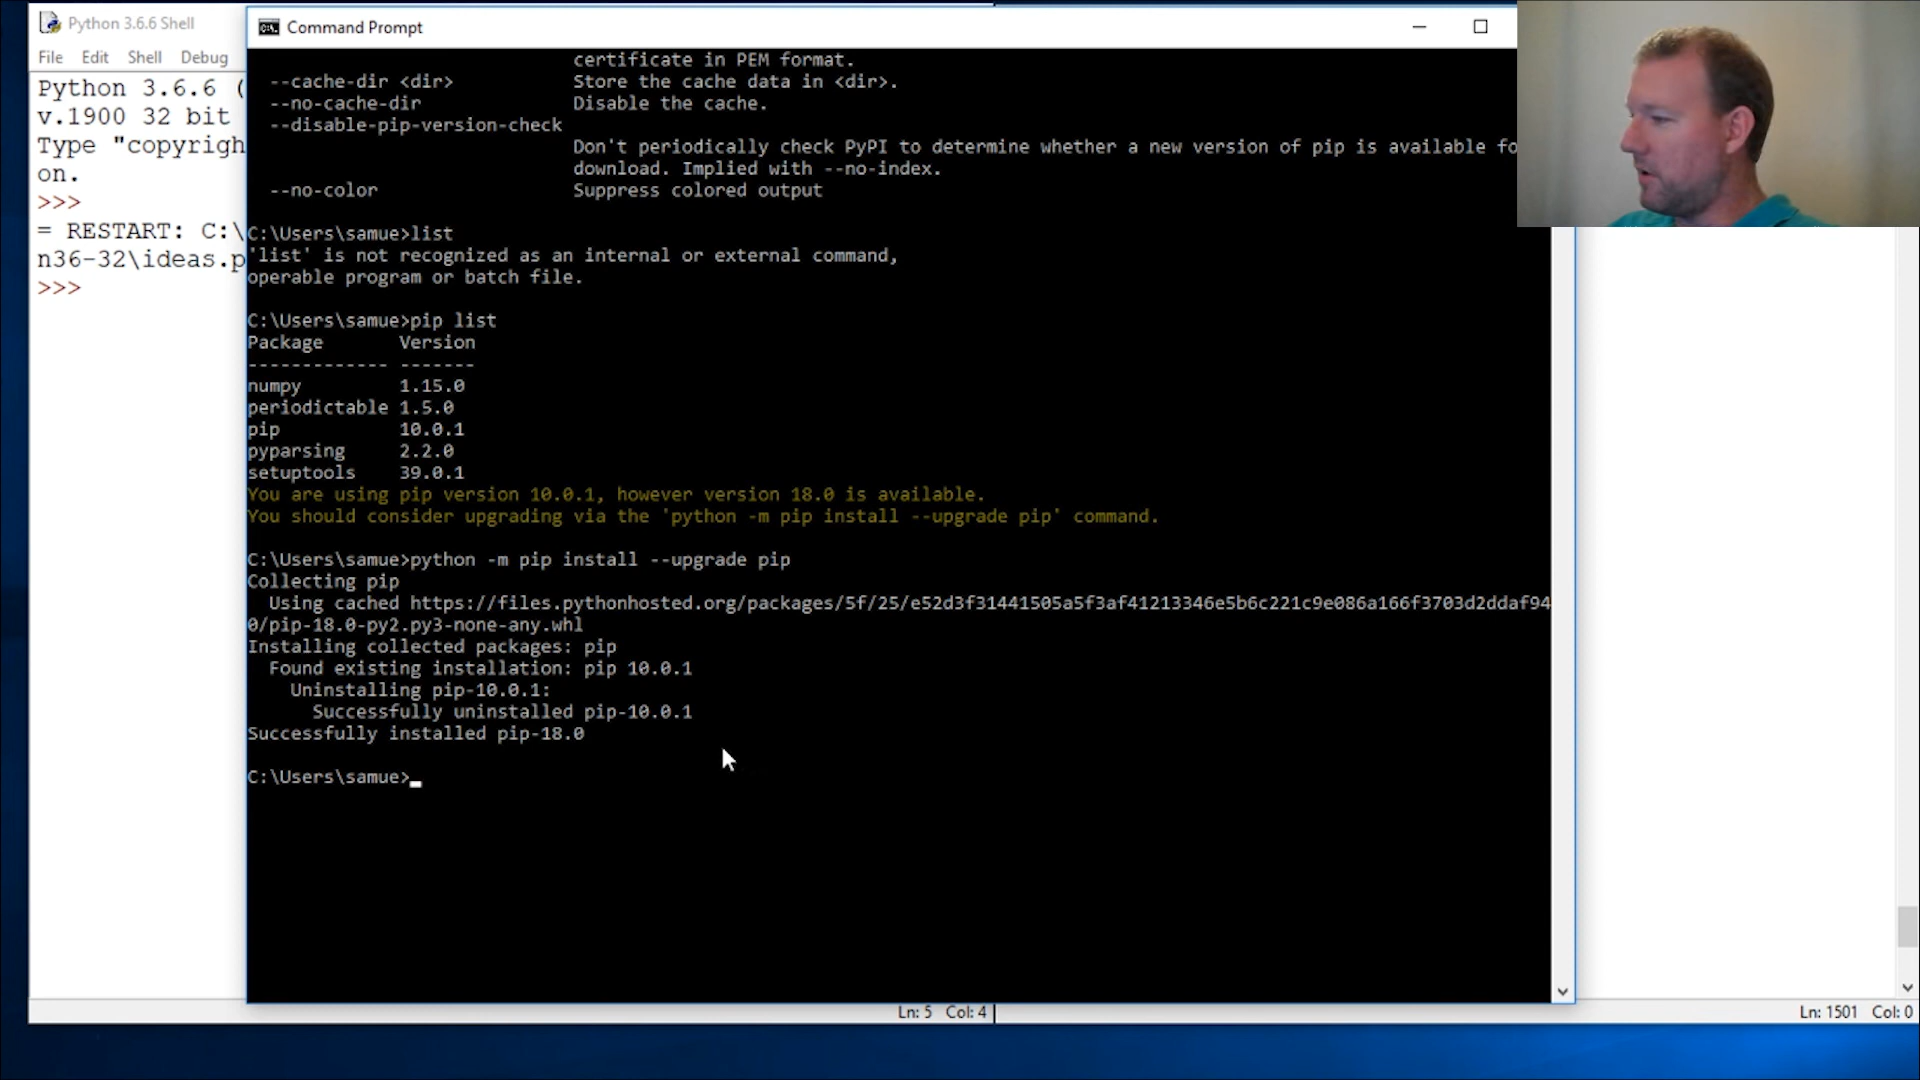 Python 3.6.6 Shell
File Edit Shell Debug
Python 3.6.6 (
v.1900 32 bit
Type "copyrigh
on.
>>>
= RESTART: C:\
n36-32\ideas.p
>>>
Command Prompt
certificate in PEM format.
--cache-dir <dir> Store the cache data in <dir>.
--no-cache-dir Disable the cache.
--disable-pip-version-check
Don't periodically check PyPI to determine whether a new version of pip is available fo
download. Implied with --no-index.
--no-color Suppress colored output
C:\Users\samue>list
'list' is not recognized as an internal or external command,
operable program or batch file.
C:\Users\samue>pip list
Package Version
------------- -------
numpy 1.15.0
periodictable 1.5.0
pip 10.0.1
pyparsing 2.2.0
setuptools 39.0.1
You are using pip version 10.0.1, however version 18.0 is available.
You should consider upgrading via the 'python -m pip install --upgrade pip' command.
C:\Users\samue>python -m pip install --upgrade pip
Collecting pip
Using cached https://files.pythonhosted.org/packages/5f/25/e52d3f31441505a5f3af41213346e5b6c221c9e086a166f3703d2ddaf94
0/pip-18.0-py2.py3-none-any.whl
Installing collected packages: pip
Found existing installation: pip 10.0.1
Uninstalling pip-10.0.1:
Successfully uninstalled pip-10.0.1
Successfully installed pip-18.0
C:\Users\samue>
Ln: 5 Col: 4
Ln: 1501 Col: 0